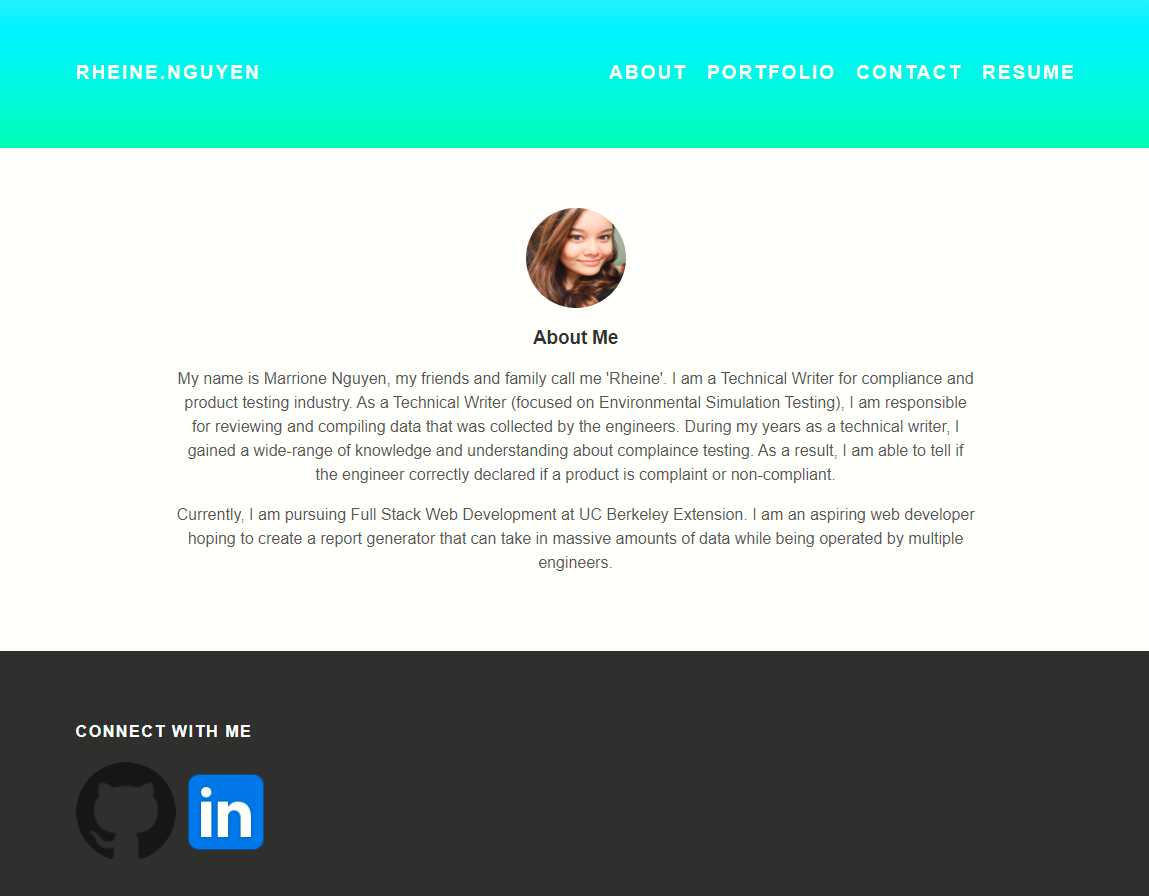 RHEINE.NGUYEN
ABOUT PORTFOLIO CONTACT RESUME
About Me
My name is Marrione Nguyen, my friends and family call me 'Rheine'. I am a Technical Writer for compliance and
product testing industry. As a Technical Writer (focused on Environmental Simulation Testing), I am responsible
for reviewing and compiling data that was collected by the engineers. During my years as a technical writer, I
gained a wide-range of knowledge and understanding about complaince testing. As a result, I am able to tell if
the engineer correctly declared if a product is complaint or non-compliant.
Currently, I am pursuing Full Stack Web Development at UC Berkeley Extension. I am an aspiring web developer
hoping to create a report generator that can take in massive amounts of data while being operated by multiple
engineers.
CONNECT WITH ME
in